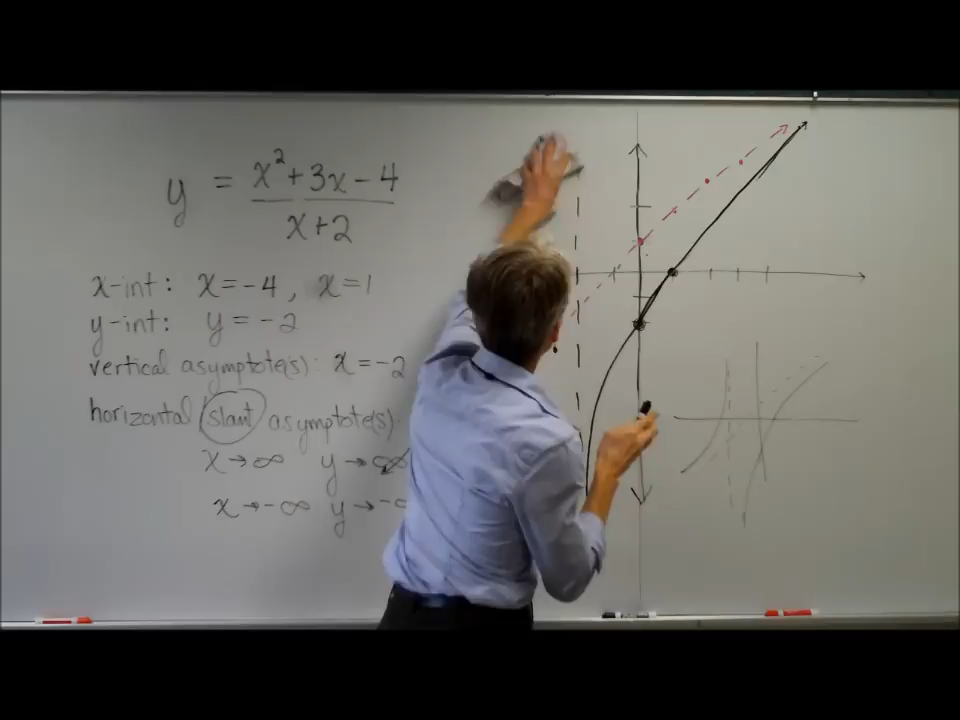 y = x²+3x-4 / x+2
x-int: x=-4, x=1
y-int: y=-2
vertical asymptote(s): x=-2
horizontal slant asymptote(s):
x→∞ y→∞
x→-∞ y→-∞